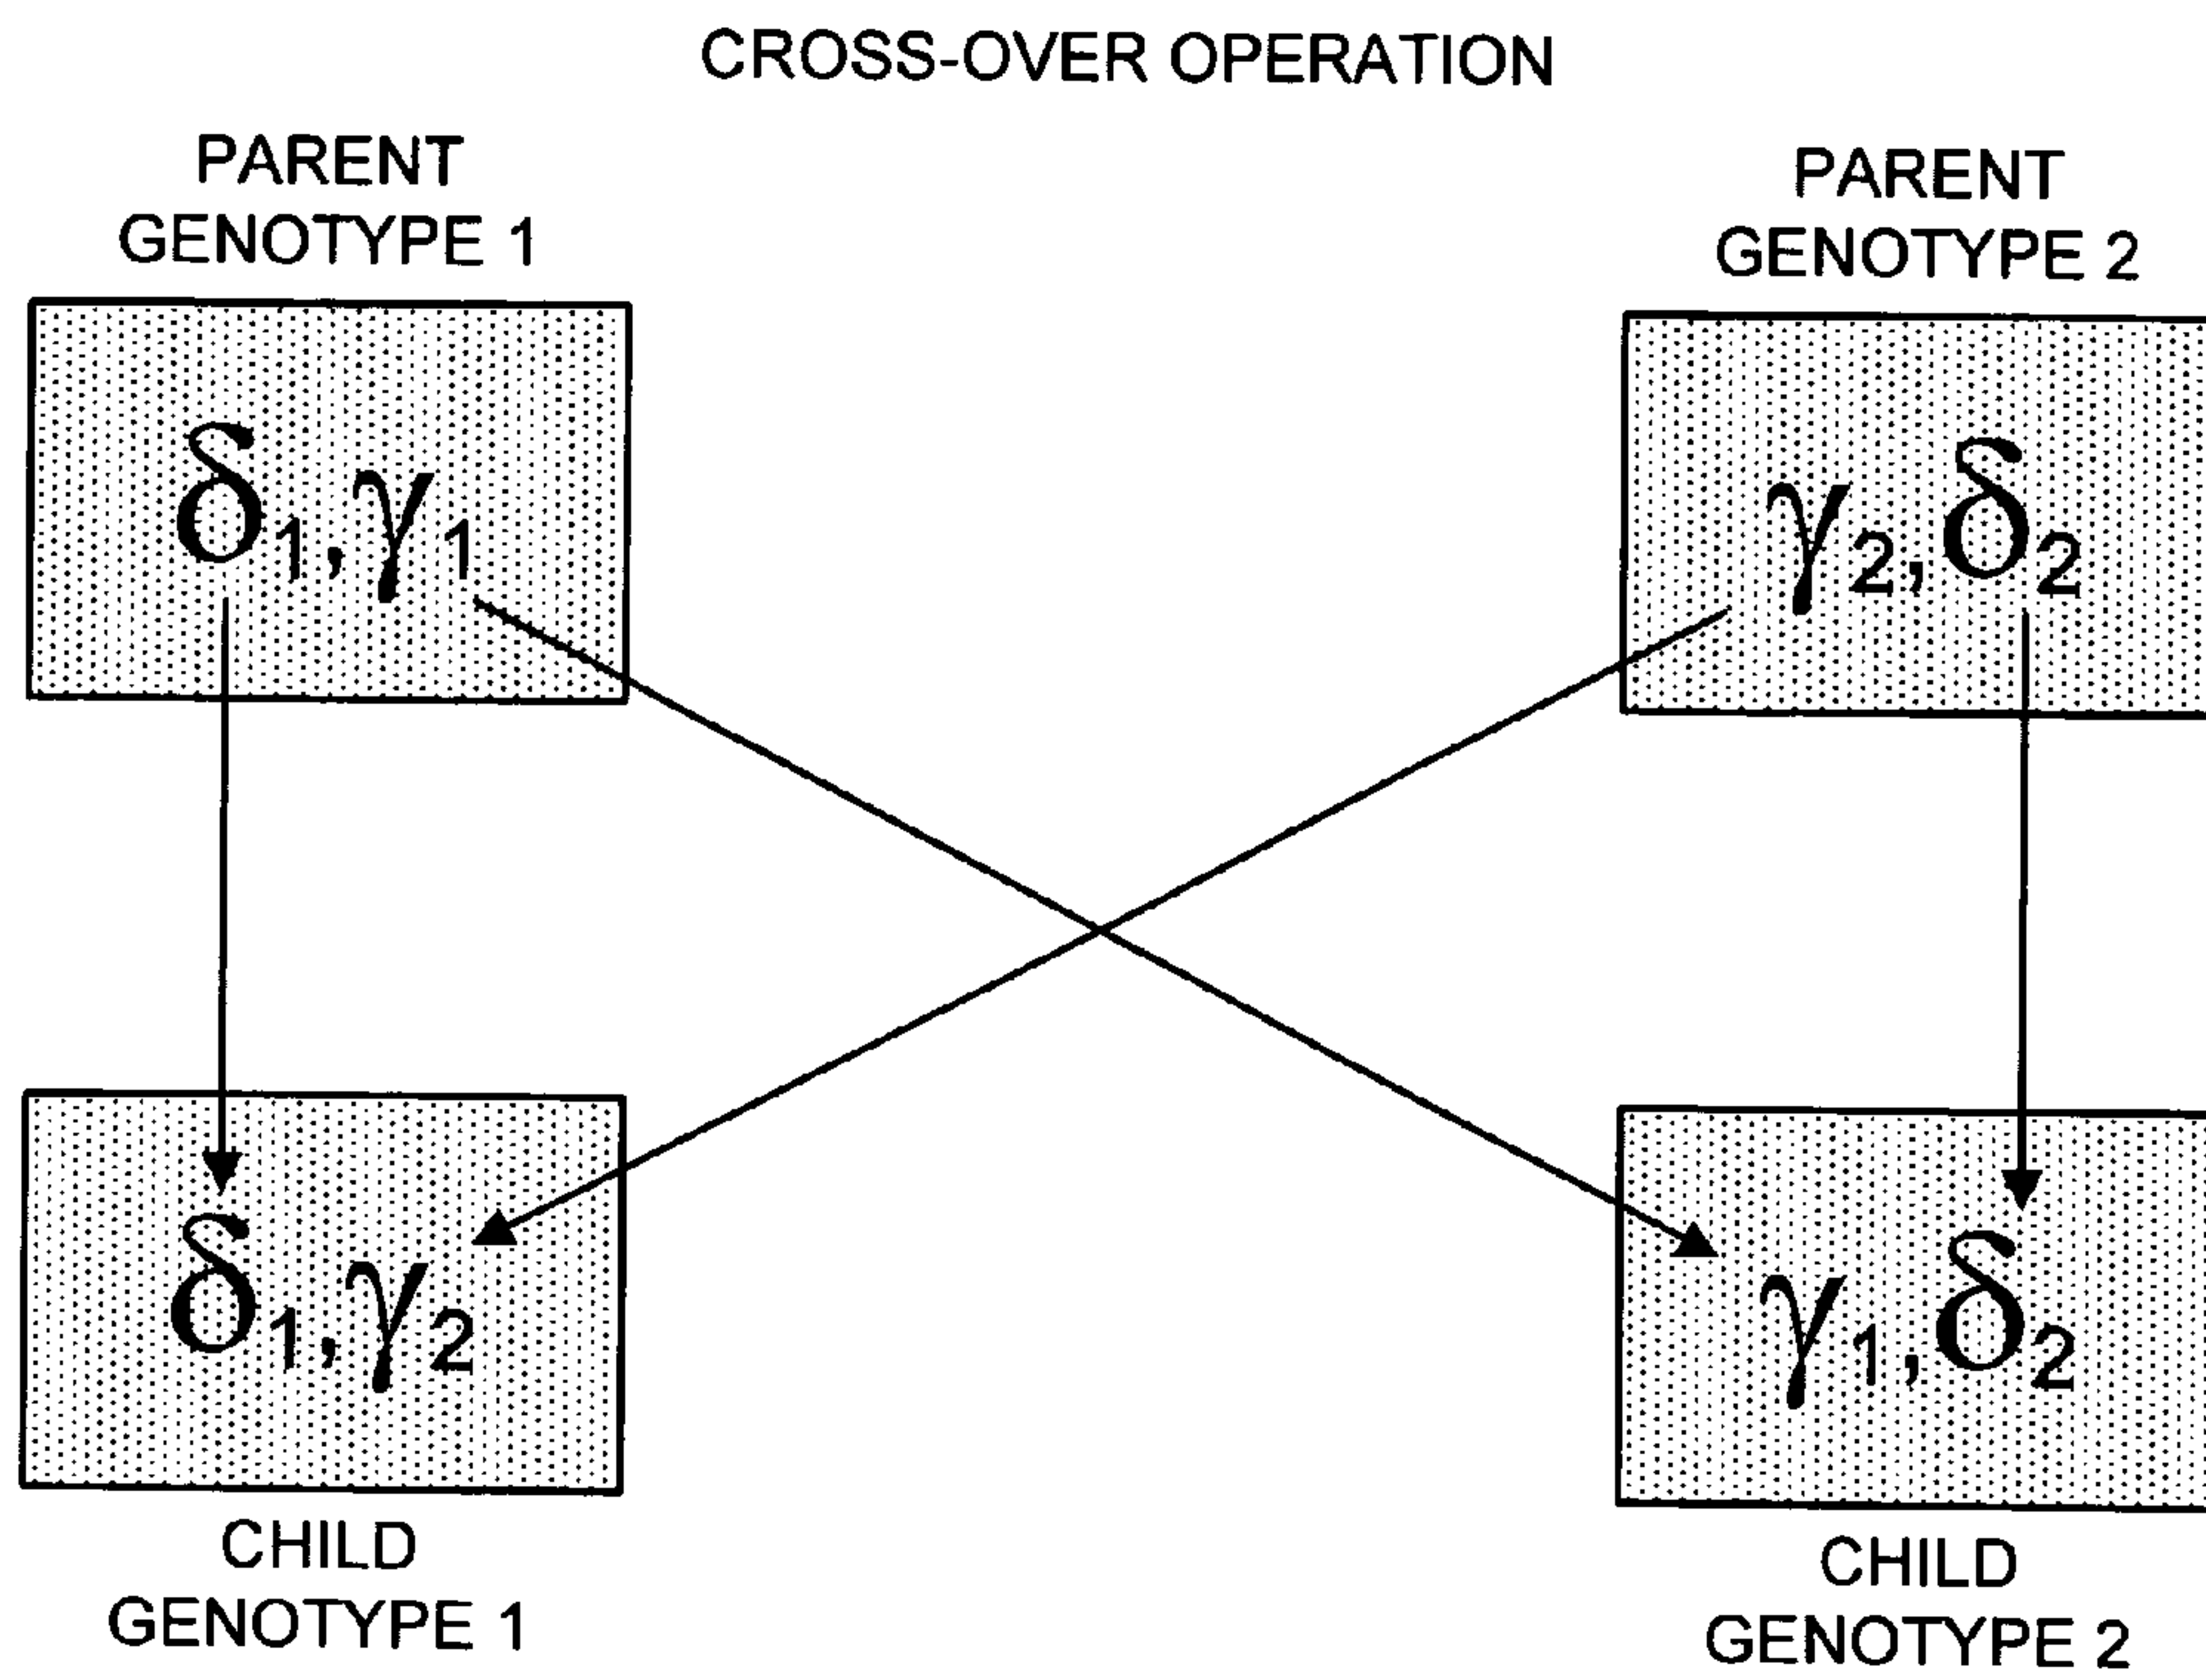 CROSS-OVER OPERATION
PARENT
GENOTYPE 1
PARENT
GENOTYPE 2
δ₁,γ₁
γ₂,δ₂
δ₁,γ₂
γ₁,δ₂
CHILD
GENOTYPE 1
CHILD
GENOTYPE 2